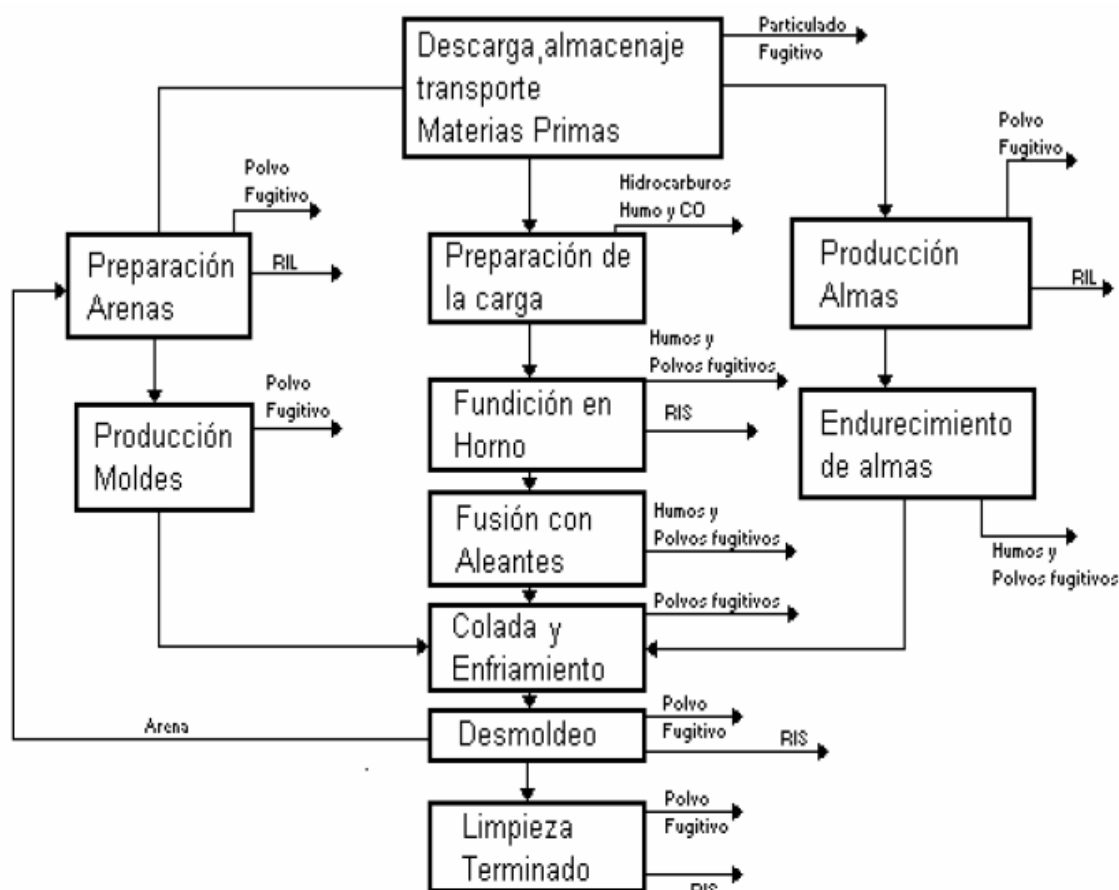 Descarga,almacenaje
transporte
Materias Primas
Particulado
Fugitivo
Polvo
Fugitivo
Preparación
Arenas
RIL
Hidrocarburos
Humo y CO
Preparación de
la carga
Polvo
Fugitivo
Producción
Almas
RIL
Polvo
Fugitivo
Producción
Moldes
Humos y
Polvos fugitivos
Fundición en
Horno
RIS
Endurecimiento
de almas
Humos y
Polvos fugitivos
Fusión con
Aleantes
Humos y
Polvos fugitivos
Colada y
Enfriamiento
Polvos fugitivos
Arena
Desmoldeo
Polvo
Fugitivo
RIS
Limpieza
Terminado
Polvo
Fugitivo
RIS